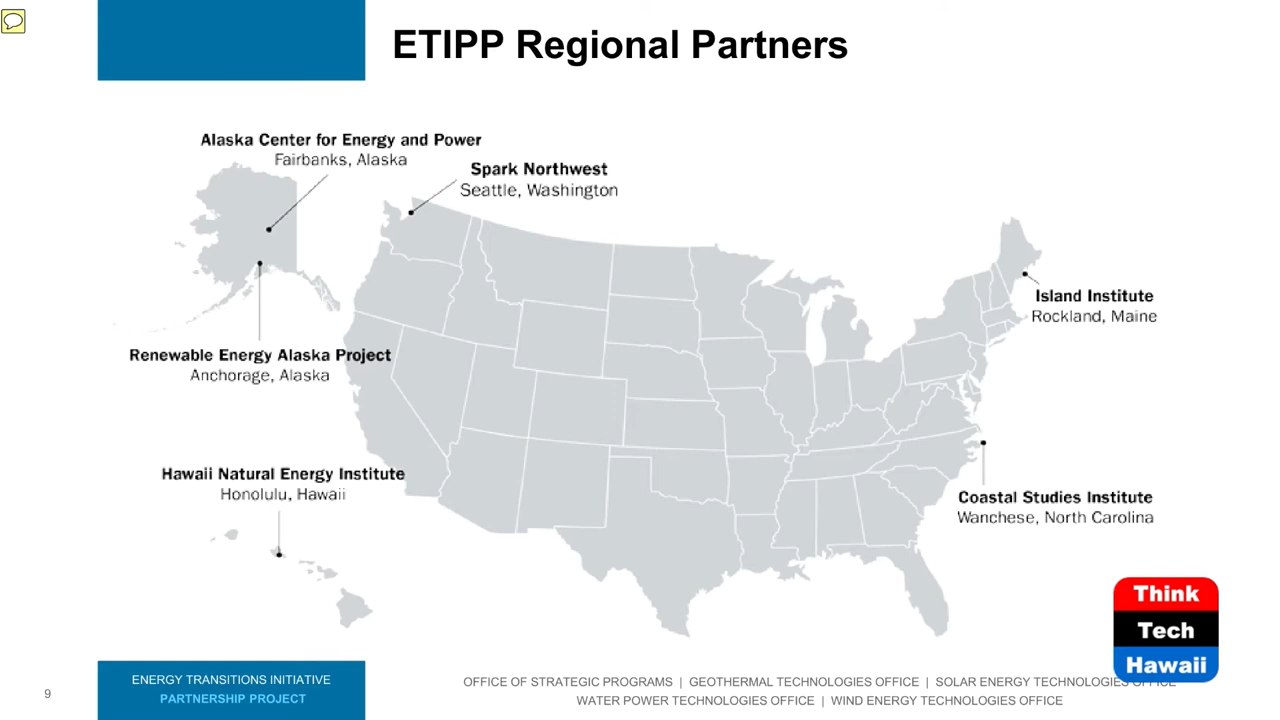 ETIPP Regional Partners
Alaska Center for Energy and Power
Fairbanks, Alaska
Spark Northwest
Seattle, Washington
Island Institute
Rockland, Maine
Renewable Energy Alaska Project
Anchorage, Alaska
Hawaii Natural Energy Institute
Honolulu, Hawaii
Coastal Studies Institute
Wanchese, North Carolina
Think
Tech
Hawaii
ENERGY TRANSITIONS INITIATIVE
PARTNERSHIP PROJECT
OFFICE OF STRATEGIC PROGRAMS | GEOTHERMAL TECHNOLOGIES OFFICE | SOLAR ENERGY TECHNOLOGIES OFFICE
WATER POWER TECHNOLOGIES OFFICE | WIND ENERGY TECHNOLOGIES OFFICE
9